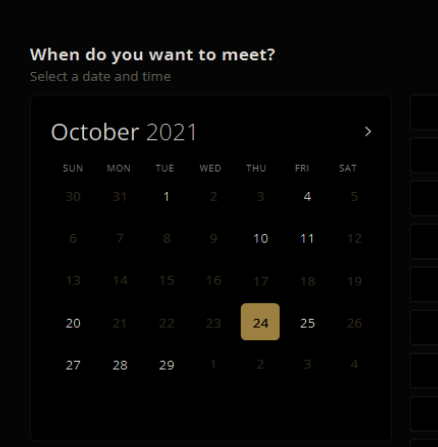 When do you want to meet?
Select a date and time
October 2021 >
SUN MON TUE WED THU FRI SAT
30 31 1 2 3 4 5
6 7 8 9 10 11 12
13 14 15 16 17 18 19
20 21 22 23 24 25 26
27 28 29 1 2 3 4